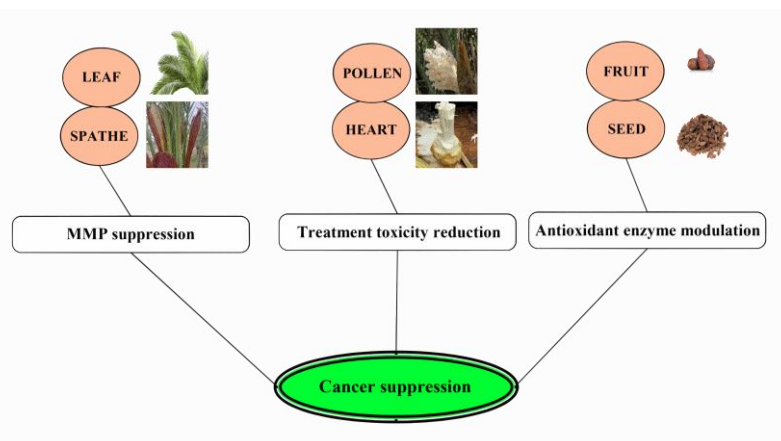 LEAF
SPATHE
POLLEN
HEART
FRUIT
SEED
MMP suppression
Treatment toxicity reduction
Antioxidant enzyme modulation
Cancer suppression